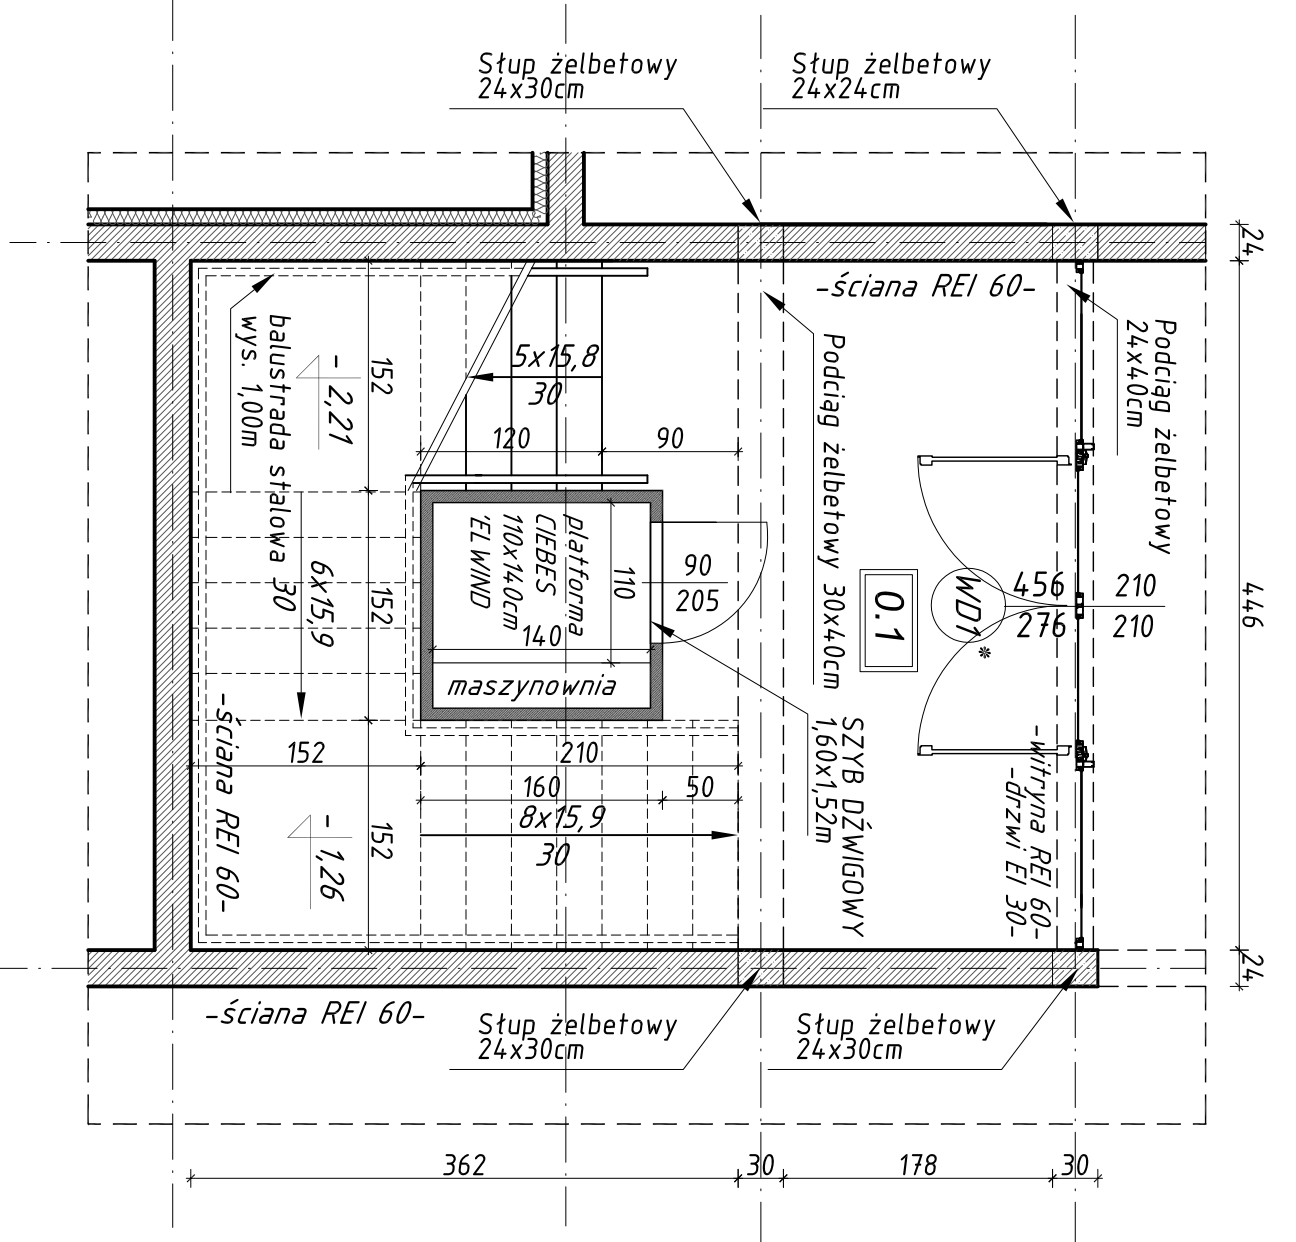 Słup żelbetowy
24x30cm
Słup żelbetowy
24x24cm
24
-ściana REI 60-
Podciąg żelbetowy
24x40cm
Podciąg żelbetowy 30x40cm
balustrada stalowa
wys. 1,00m
- 2,21
152
5x15,8
30
120
90
6x15,9
30
152
platforma
CIEBES
110x140cm
'ELWIND
110
140
maszynownia
90
205
0.1
WD1*
456
276
210
210
446
SZYB DŹWIGOWY
1,60x1,52m
-witryna REI 60-
-drzwi EI 30-
-ściana REI 60-
152
210
160
50
8x15,9
30
- 1,26
152
24
-ściana REI 60-
Słup żelbetowy
24x30cm
Słup żelbetowy
24x30cm
362
30
178
30